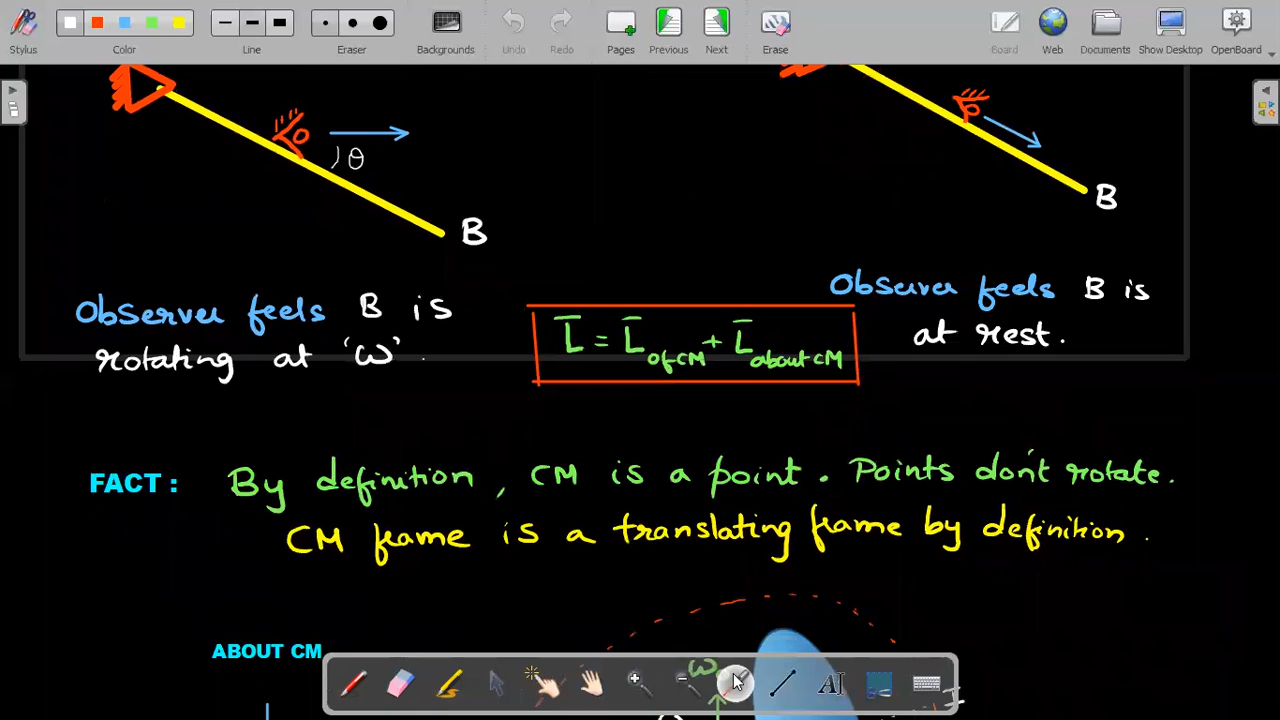 Stylus Color Line Eraser Backgrounds Undo Redo Pages Previous Next Erase Board Web Documents Show Desktop OpenBoard
θ
B
B
Observer feels B is
rotating at 'ω'.
L̅ = L̅ of CM + L̅ about CM
Observer feels B is
at rest.
FACT : By definition, CM is a point. Points don't rotate.
CM frame is a translating frame by definition.
ABOUT CM
ω